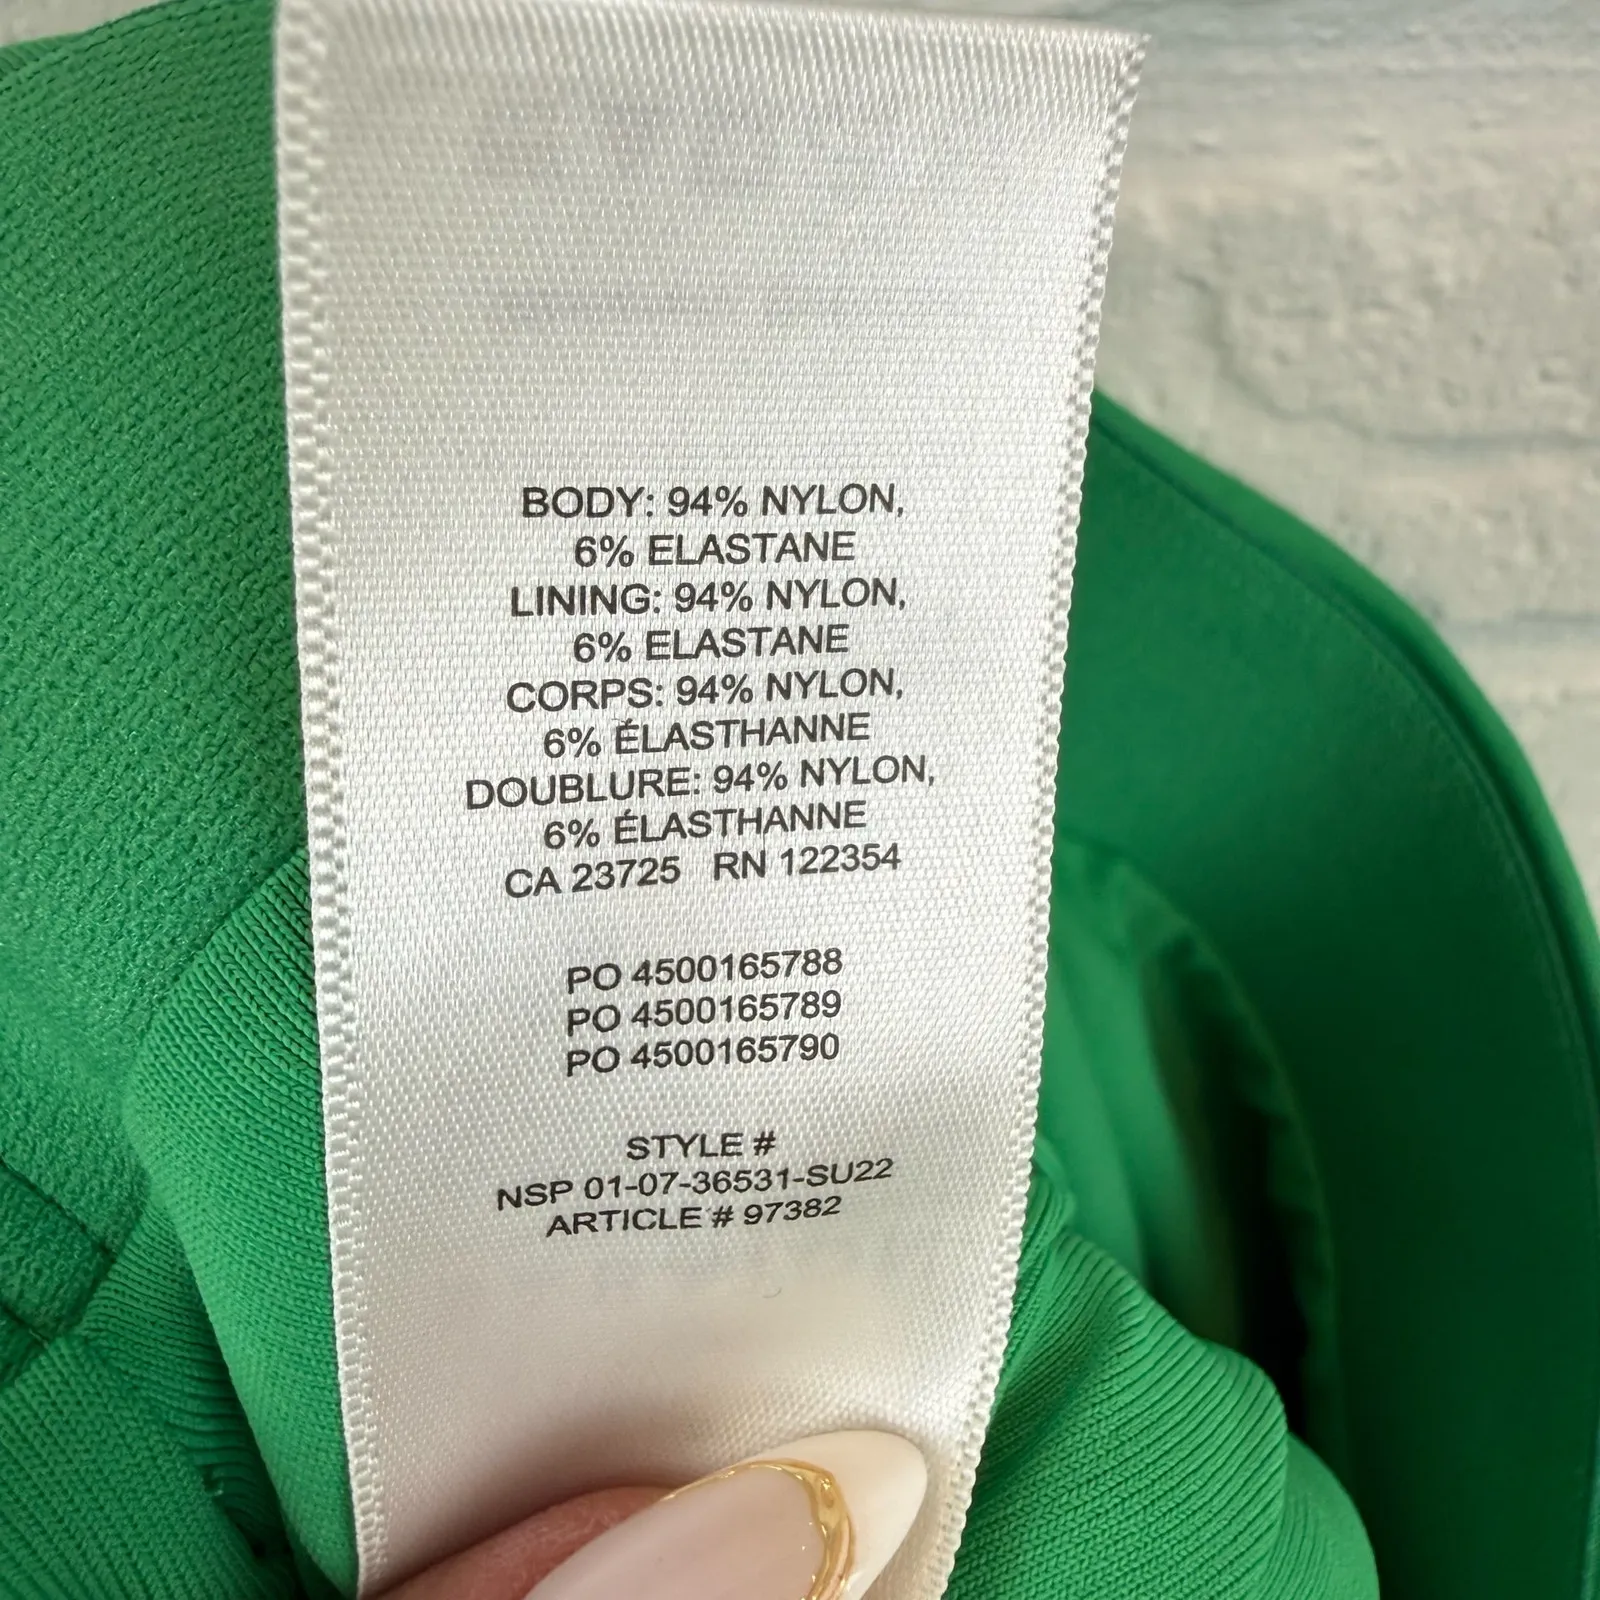 BODY: 94% NYLON,
6% ELASTANE
LINING: 94% NYLON,
6% ELASTANE
CORPS: 94% NYLON,
6% ÉLASTHANNE
DOUBLURE: 94% NYLON,
6% ÉLASTHANNE
CA 23725 RN 122354
PO 4500165788
PO 4500165789
PO 4500165790
STYLE #
NSP 01-07-36531-SU22
ARTICLE # 97382